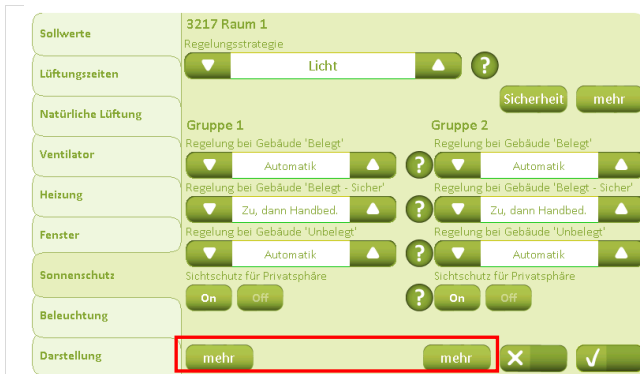 3217 Raum 1
Sollwerte
Regelungsstrategie
Licht
?
Lüftungszeiten
Sicherheit mehr
Natürliche Lüftung
Gruppe 1 Gruppe 2
Regelung bei Gebäude 'Belegt' Regelung bei Gebäude 'Belegt'
Ventilator
Automatik ? Automatik
Regelung bei Gebäude 'Belegt - Sicher' Regelung bei Gebäude 'Belegt - Sicher'
Heizung
Zu, dann Handbed. ? Zu, dann Handbed.
Regelung bei Gebäude 'Unbelegt' Regelung bei Gebäude 'Unbelegt'
Fenster
Automatik ? Automatik
Sonnenschutz
Sichtschutz für Privatsphäre Sichtschutz für Privatsphäre
On Off ? On Off
Beleuchtung
Darstellung
mehr mehr